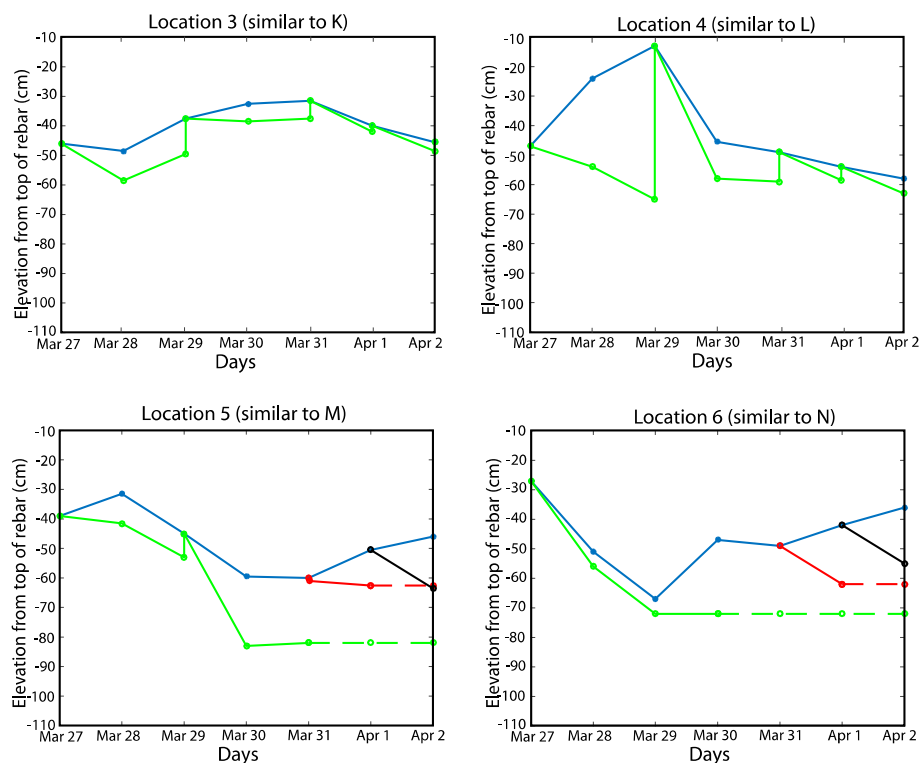 Location 3 (similar to K)
Elevation from top of rebar (cm)
-10
-20
-30
-40
-50
-60
-70
-80
-90
-100
-110
Mar 27 Mar 28 Mar 29 Mar 30 Mar 31 Apr 1 Apr 2
Days
Location 4 (similar to L)
Elevation from top of rebar (cm)
-10
-20
-30
-40
-50
-60
-70
-80
-90
-100
-110
Mar 27 Mar 28 Mar 29 Mar 30 Mar 31 Apr 1 Apr 2
Days
Location 5 (similar to M)
Elevation from top of rebar (cm)
-10
-20
-30
-40
-50
-60
-70
-80
-90
-100
-110
Mar 27 Mar 28 Mar 29 Mar 30 Mar 31 Apr 1 Apr 2
Days
Location 6 (similar to N)
Elevation from top of rebar (cm)
-10
-20
-30
-40
-50
-60
-70
-80
-90
-100
-110
Mar 27 Mar 28 Mar 29 Mar 30 Mar 31 Apr 1 Apr 2
Days